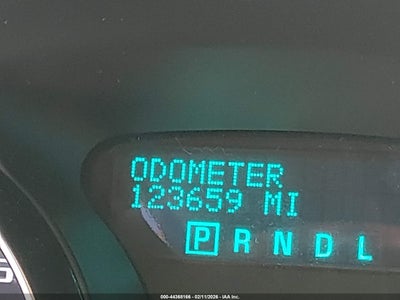 ODOMETER
123659 MI
P R N D L
000-44368166 - 02/11/2026 - IAA Inc.